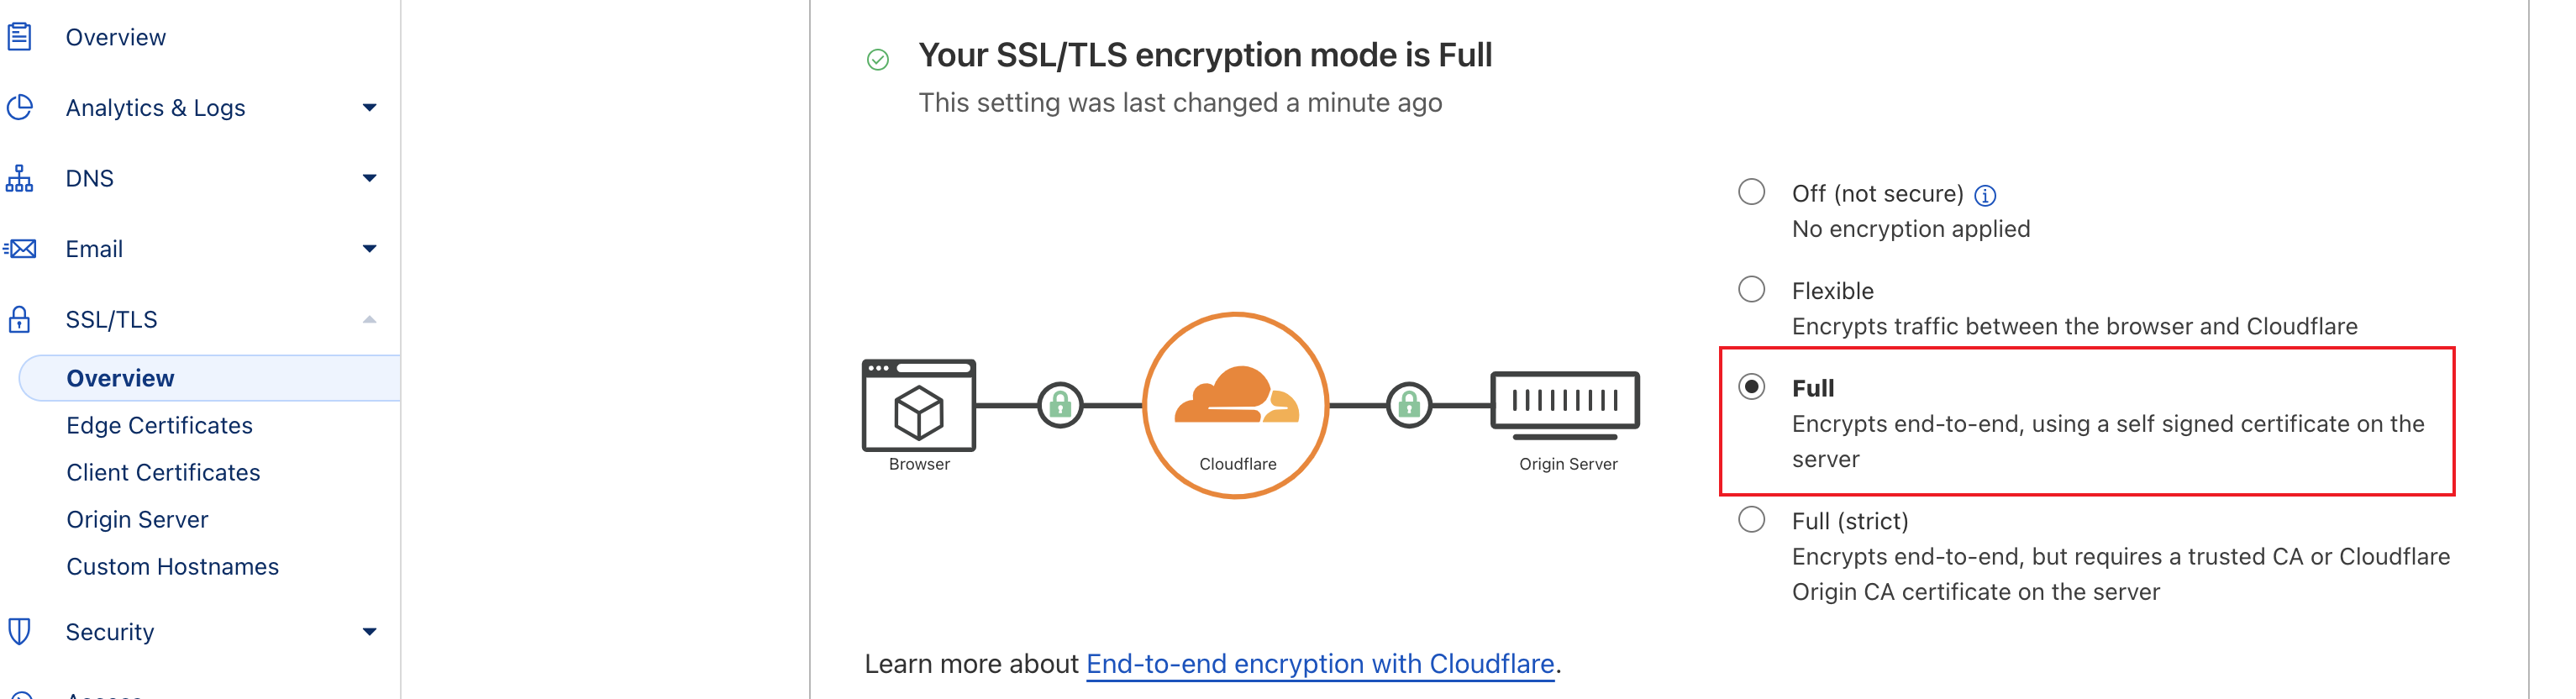 Overview
Analytics & Logs
DNS
Email
SSL/TLS
Overview
Edge Certificates
Client Certificates
Origin Server
Custom Hostnames
Security
Your SSL/TLS encryption mode is Full
This setting was last changed a minute ago
Browser
Cloudflare
Origin Server
Off (not secure)
No encryption applied
Flexible
Encrypts traffic between the browser and Cloudflare
Full
Encrypts end-to-end, using a self signed certificate on the
server
Full (strict)
Encrypts end-to-end, but requires a trusted CA or Cloudflare
Origin CA certificate on the server
Learn more about End-to-end encryption with Cloudflare.